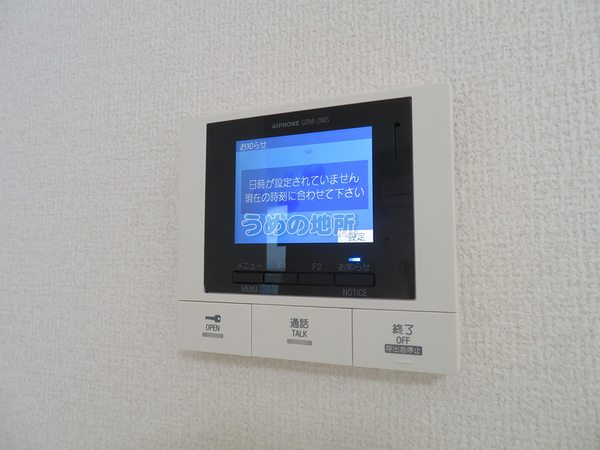 AIPHONE GBM-2MS
お知らせ
日時が設定されていません
現在の時刻に合わせて下さい
うめの地所
設定
メニュー F1 F2 お知らせ
MENU NOTICE
OPEN
通話
TALK
終了
OFF
呼出音停止